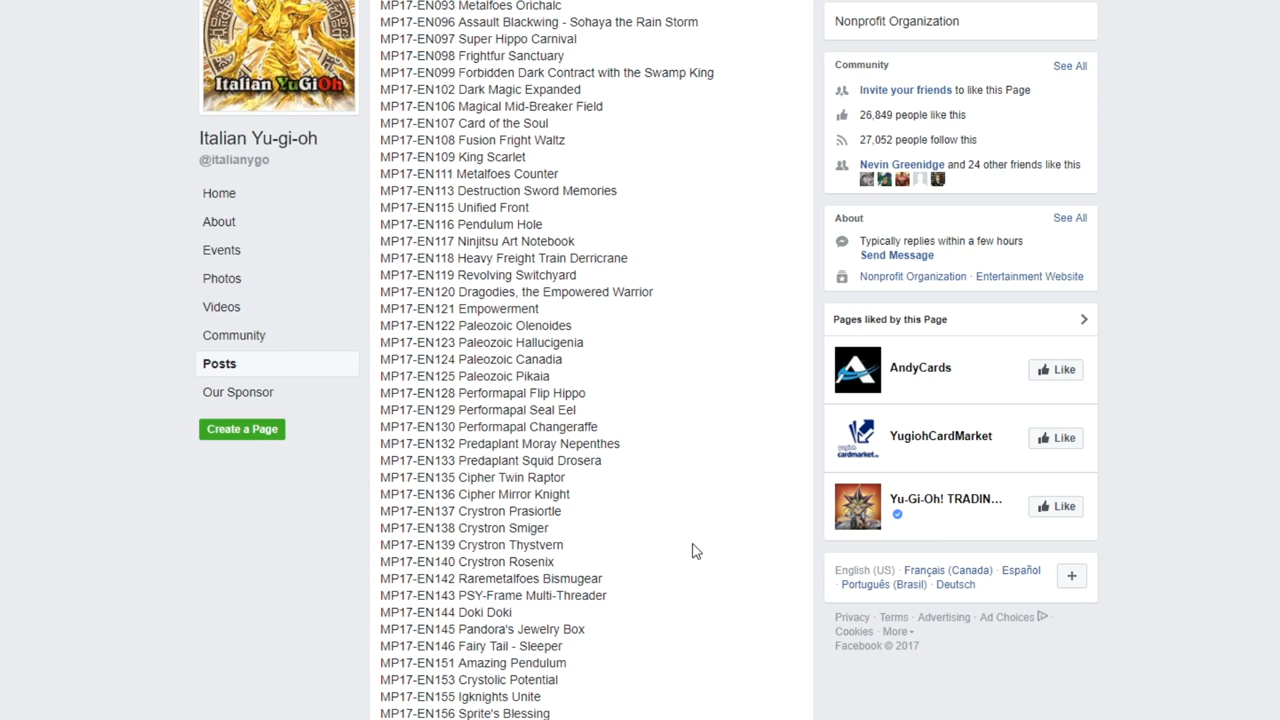 Italian YuGiOh
Italian Yu-gi-oh
@italianygo
Home
About
Events
Photos
Videos
Community
Posts
Our Sponsor
Create a Page
MP17-EN093 Metalfoes Orichalc
MP17-EN096 Assault Blackwing - Sohaya the Rain Storm
MP17-EN097 Super Hippo Carnival
MP17-EN098 Frightfur Sanctuary
MP17-EN099 Forbidden Dark Contract with the Swamp King
MP17-EN102 Dark Magic Expanded
MP17-EN106 Magical Mid-Breaker Field
MP17-EN107 Card of the Soul
MP17-EN108 Fusion Fright Waltz
MP17-EN109 King Scarlet
MP17-EN111 Metalfoes Counter
MP17-EN113 Destruction Sword Memories
MP17-EN115 Unified Front
MP17-EN116 Pendulum Hole
MP17-EN117 Ninjitsu Art Notebook
MP17-EN118 Heavy Freight Train Derricrane
MP17-EN119 Revolving Switchyard
MP17-EN120 Dragodies, the Empowered Warrior
MP17-EN121 Empowerment
MP17-EN122 Paleozoic Olenoides
MP17-EN123 Paleozoic Hallucigenia
MP17-EN124 Paleozoic Canadia
MP17-EN125 Paleozoic Pikaia
MP17-EN128 Performapal Flip Hippo
MP17-EN129 Performapal Seal Eel
MP17-EN130 Performapal Changeraffe
MP17-EN132 Predaplant Moray Nepenthes
MP17-EN133 Predaplant Squid Drosera
MP17-EN135 Cipher Twin Raptor
MP17-EN136 Cipher Mirror Knight
MP17-EN137 Crystron Prasiortle
MP17-EN138 Crystron Smiger
MP17-EN139 Crystron Thystvern
MP17-EN140 Crystron Rosenix
MP17-EN142 Raremetalfoes Bismugear
MP17-EN143 PSY-Frame Multi-Threader
MP17-EN144 Doki Doki
MP17-EN145 Pandora's Jewelry Box
MP17-EN146 Fairy Tail - Sleeper
MP17-EN151 Amazing Pendulum
MP17-EN153 Crystolic Potential
MP17-EN155 Igknights Unite
MP17-EN156 Sprite's Blessing
Nonprofit Organization
Community
See All
Invite your friends to like this Page
26,849 people like this
27,052 people follow this
Nevin Greenidge and 24 other friends like this
About
See All
Typically replies within a few hours
Send Message
Nonprofit Organization · Entertainment Website
Pages liked by this Page
AndyCards
Like
yugioh
cardmarket.eu
YugiohCardMarket
Like
Yu-Gi-Oh! TRADIN...
Like
English (US) · Français (Canada) · Español
· Português (Brasil) · Deutsch
Privacy · Terms · Advertising · Ad Choices ·
Cookies · More
Facebook © 2017